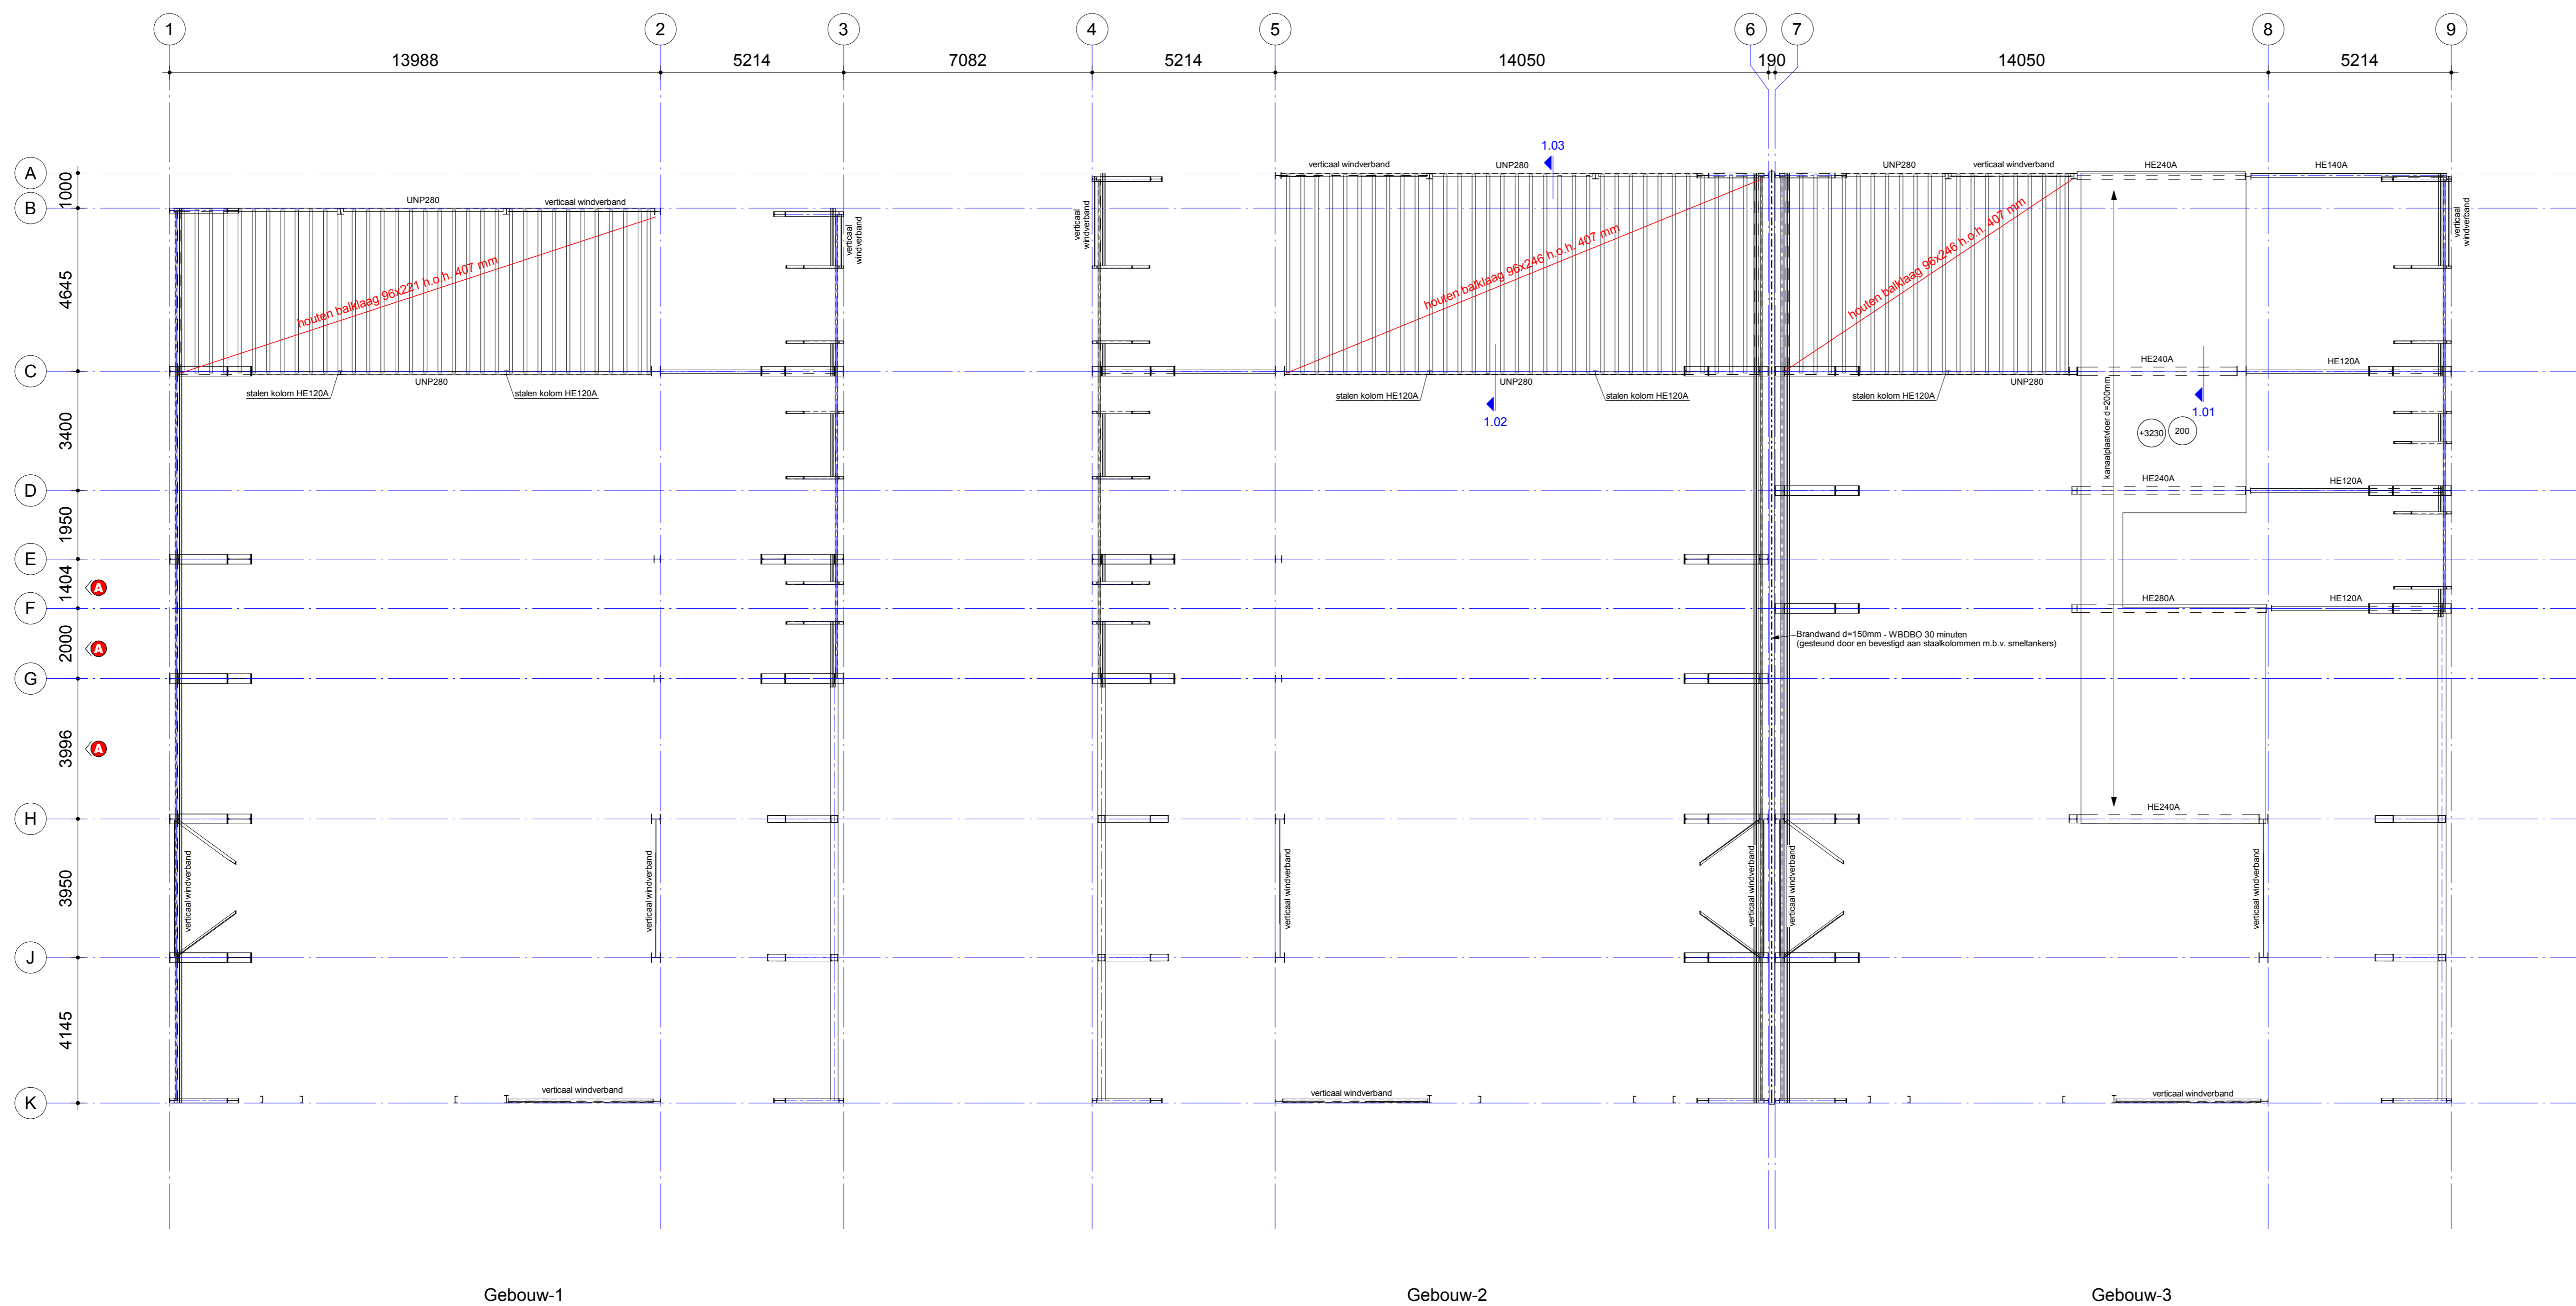 1 2 3 4 5 6 7 8 9
13988 5214 7082 5214 14050 190 14050 5214
1.03
A
verticaal windverband
UNP280
UNP280
verticaal windverband
HE240A
HE140A
1000
B
UNP280
verticaal windverband
verticaal
windverband
verticaal
windverband
verticaal
windverband
4645
houten balklaag 96x221 h.o.h. 407 mm
houten balklaag 96x246 h.o.h. 407 mm
houten balklaag 96x246 h.o.h. 407 mm
C
HE240A
HE120A
UNP280
UNP280
UNP280
stalen kolom HE120A
stalen kolom HE120A
stalen kolom HE120A
stalen kolom HE120A
stalen kolom HE120A
1.02
1.01
kanaalplaatvloer d=200mm
+3230
200
3400
D
HE240A
HE120A
1950
E
1404
A
F
HE280A
HE120A
2000
A
Brandwand d=150mm - WBDBO 30 minuten
(gesteund door en bevestigd aan staalkolommen m.b.v. smeltankers)
G
3996
A
H
HE240A
3950
verticaal windverband
verticaal windverband
verticaal windverband
verticaal windverband
verticaal windverband
verticaal windverband
J
4145
K
verticaal windverband
verticaal windverband
verticaal windverband
Gebouw-1
Gebouw-2
Gebouw-3